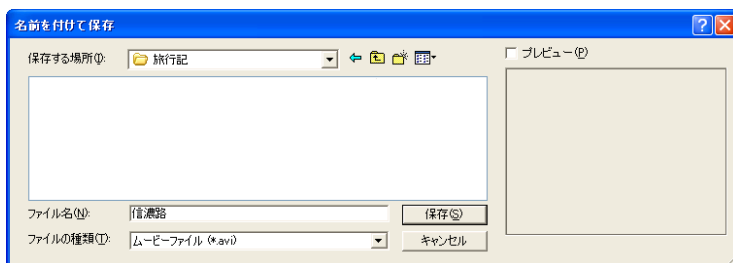 名前を付けて保存
保存する場所(I):
旅行記
プレビュー(P)
ファイル名(N):
信濃路
保存(S)
ファイルの種類(T):
ムービーファイル (*.avi)
キャンセル